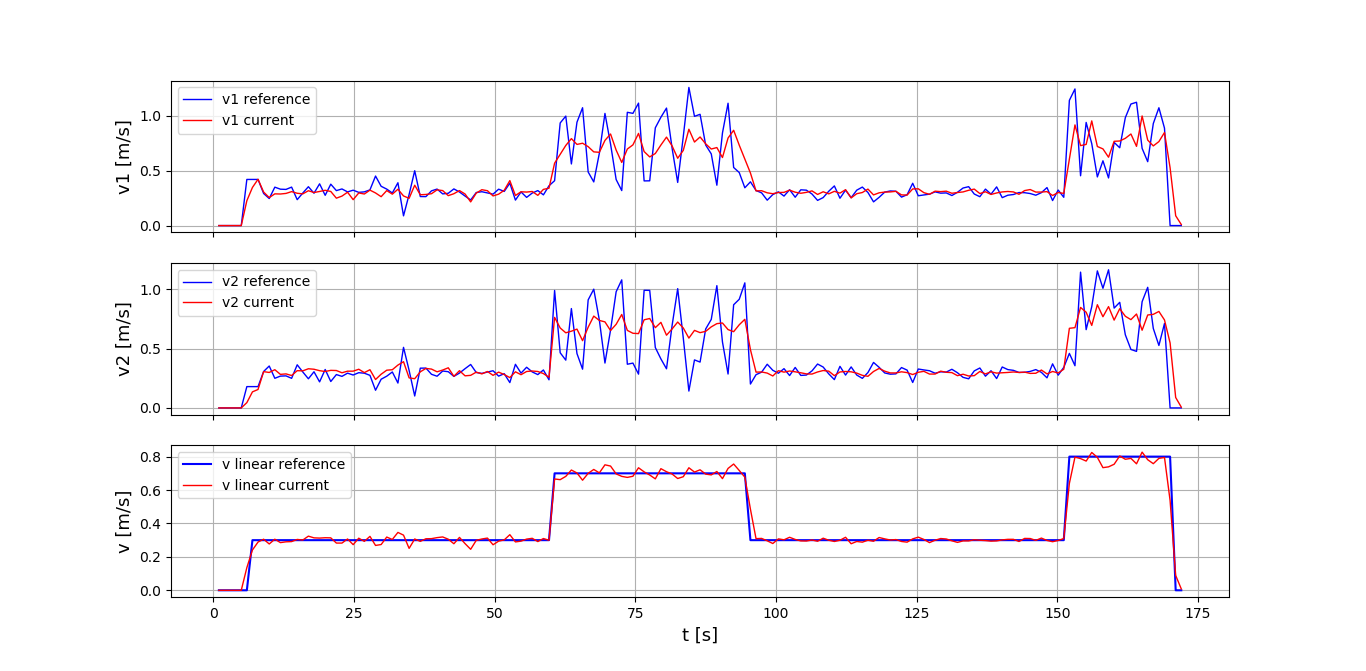 v1 [m/s]
1.0
0.5
0.0
v1 reference
v1 current
v2 [m/s]
1.0
0.5
0.0
v2 reference
v2 current
v [m/s]
0.8
0.6
0.4
0.2
0.0
v linear reference
v linear current
0 25 50 75 100 125 150 175
t [s]